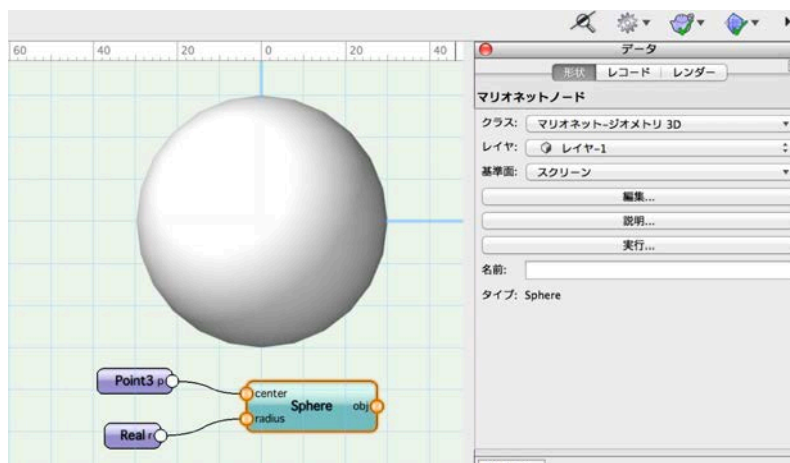 データ
60 40 20 0 20 40
形状 レコード レンダー
マリオネットノード
クラス: マリオネット-ジオメトリ 3D
レイヤ: レイヤ-1
基準面: スクリーン
編集...
説明...
実行...
名前:
タイプ: Sphere
Point3 p
center
Sphere obj
radius
Real r